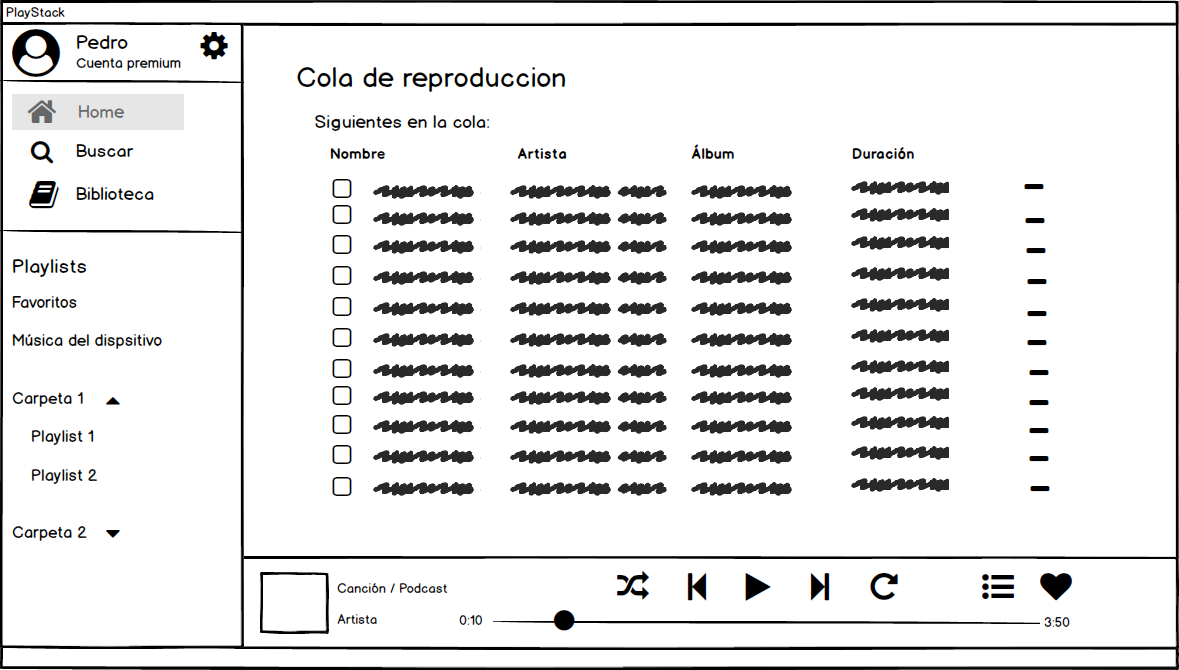 PlayStack
Pedro
Cuenta premium
Home
Buscar
Biblioteca
Playlists
Favoritos
Música del dispsitivo
Carpeta 1
Playlist 1
Playlist 2
Carpeta 2
Cola de reproduccion
Siguientes en la cola:
Nombre Artista Álbum Duración
Canción / Podcast
Artista
0:10
3:50